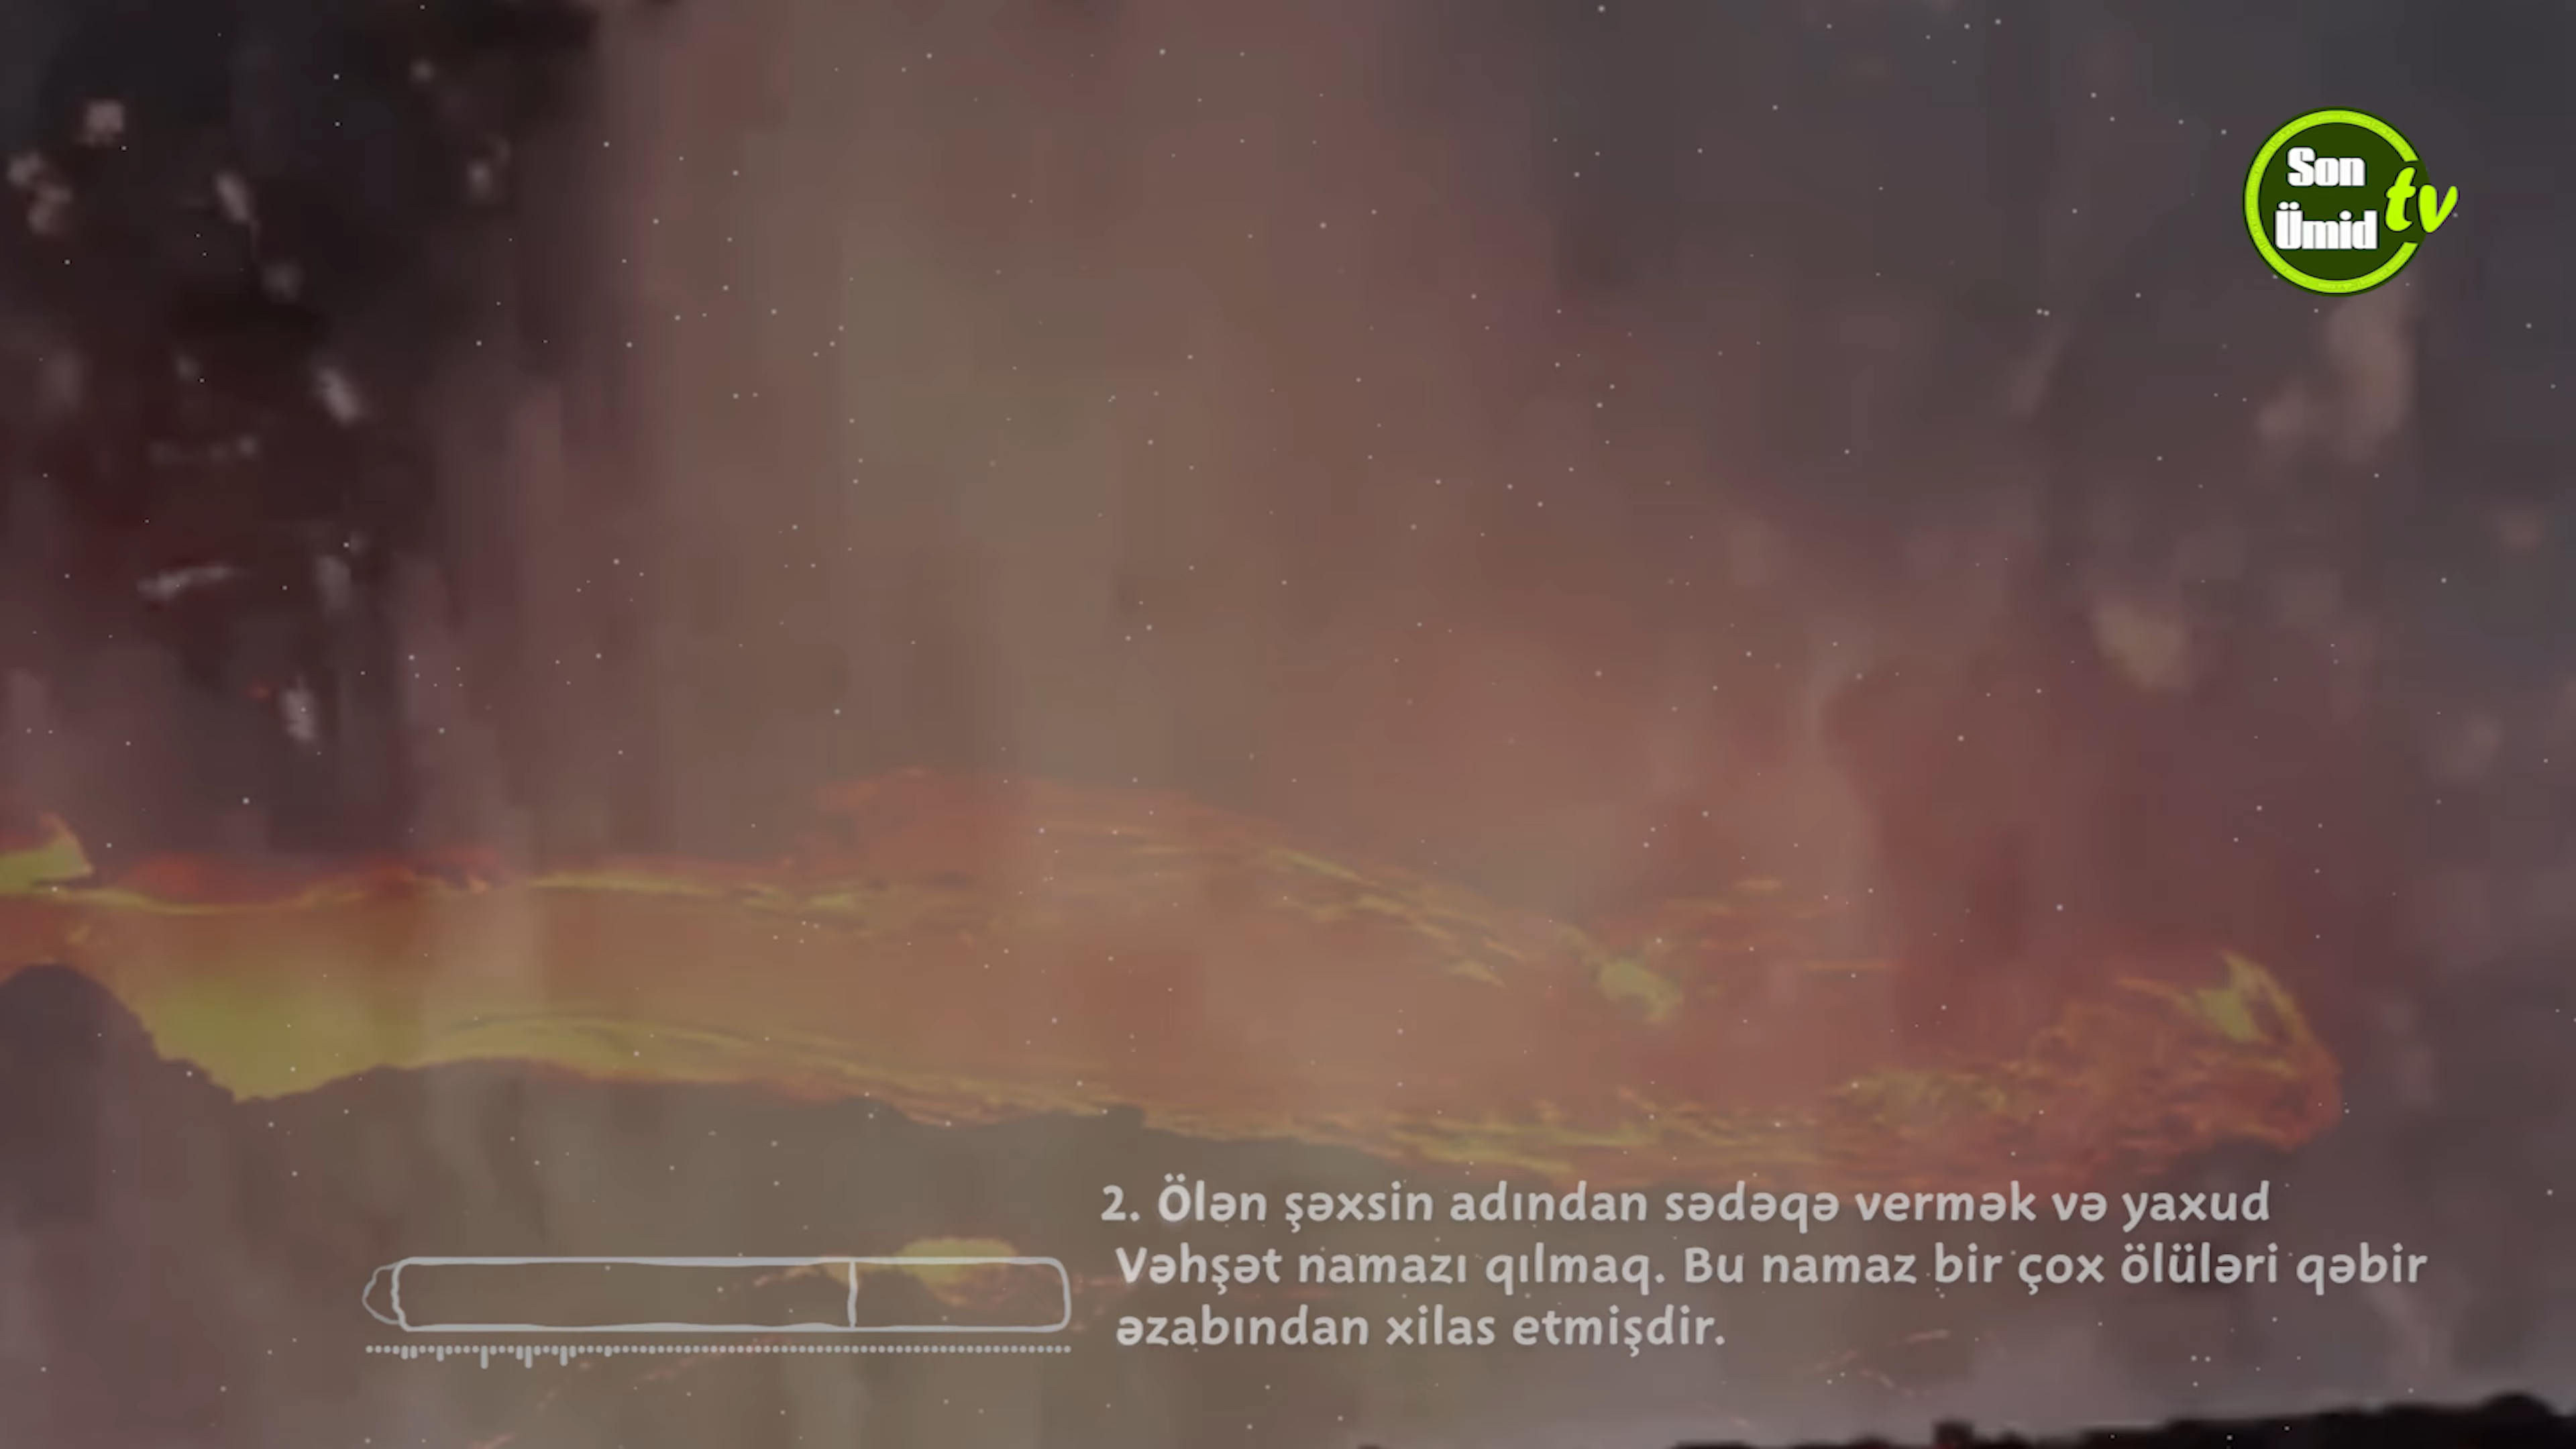 Son
Ümid tv
2. Ölən şəxsin adından sədəqə vermək və yaxud
Vəhşət namazı qılmaq. Bu namaz bir çox ölüləri qəbir
əzabından xilas etmişdir.